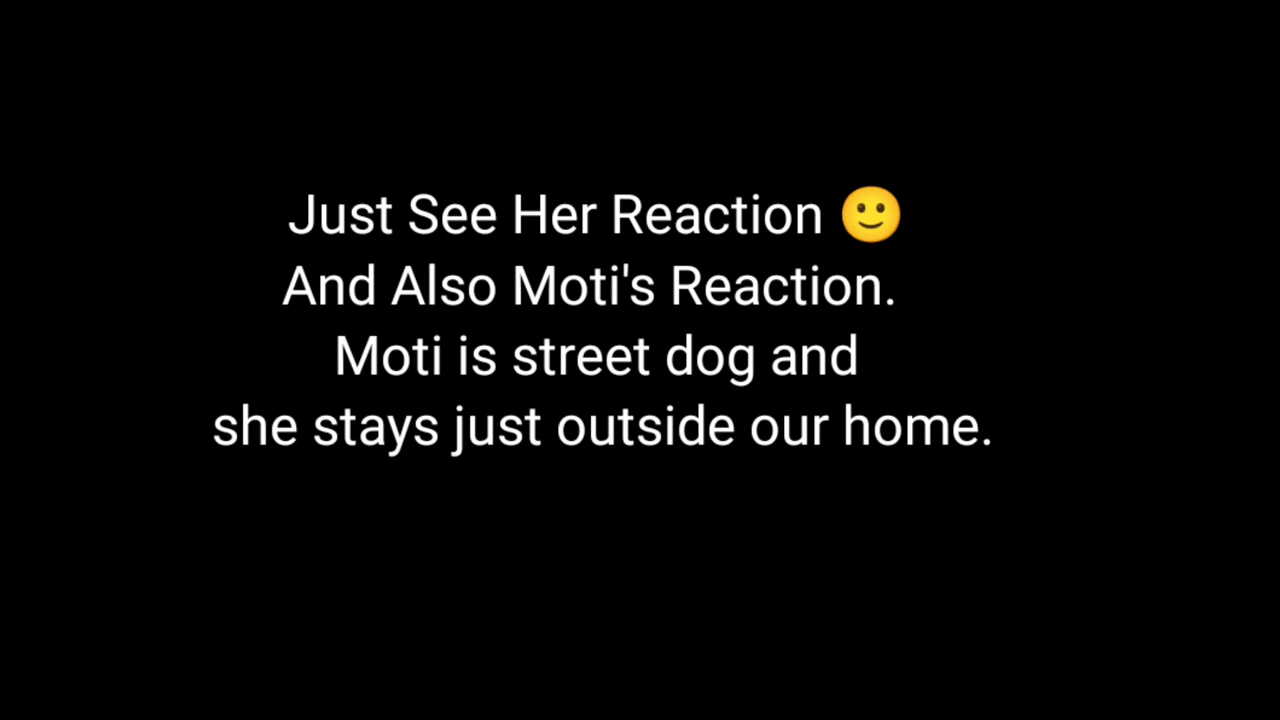 Just See Her Reaction 🙂
And Also Moti's Reaction.
Moti is street dog and
she stays just outside our home.